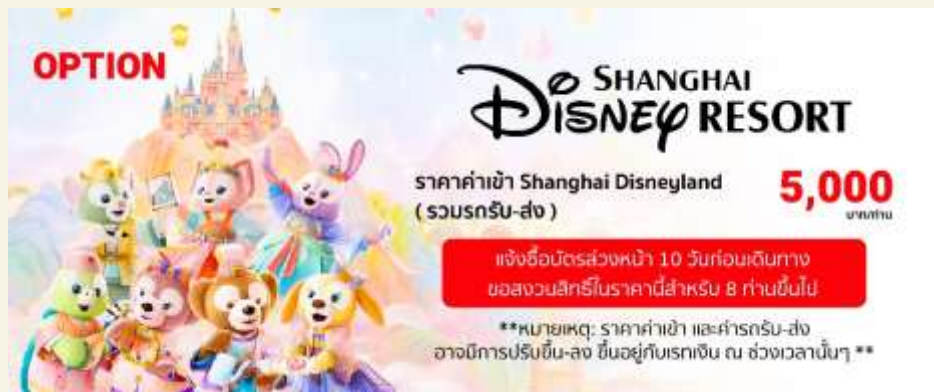 OPTION
SHANGHAI
DISNEY RESORT
ราคาค่าเข้า Shanghai Disneyland
( รวมรถรับ-ส่ง )
5,000
บาท/ท่าน
แจ้งซื้อบัตรล่วงหน้า 10 วันก่อนเดินทาง
ขอสงวนสิทธิ์ในราคานี้สำหรับ 8 ท่านขึ้นไป
**หมายเหตุ: ราคาค่าเข้า และค่ารถรับ-ส่ง
อาจมีการปรับขึ้น-ลง ขึ้นอยู่กับเรทเงิน ณ ช่วงเวลานั้นๆ **